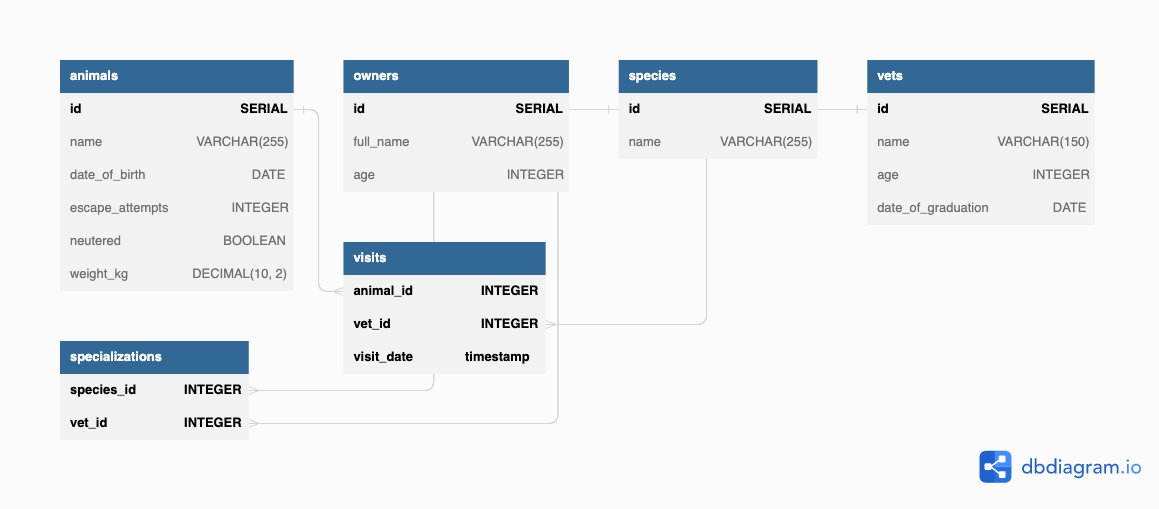 animals
id SERIAL
name VARCHAR(255)
date_of_birth DATE
escape_attempts INTEGER
neutered BOOLEAN
weight_kg DECIMAL(10, 2)
owners
id SERIAL
full_name VARCHAR(255)
age INTEGER
species
id SERIAL
name VARCHAR(255)
vets
id SERIAL
name VARCHAR(150)
age INTEGER
date_of_graduation DATE
visits
animal_id INTEGER
vet_id INTEGER
visit_date timestamp
specializations
species_id INTEGER
vet_id INTEGER
dbdiagram.io